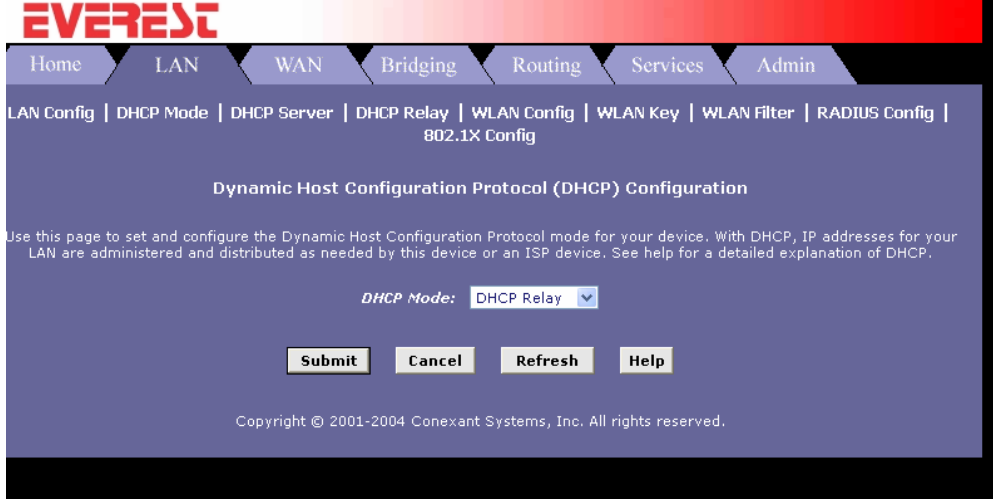 EVEREST
Home LAN WAN Bridging Routing Services Admin
LAN Config | DHCP Mode | DHCP Server | DHCP Relay | WLAN Config | WLAN Key | WLAN Filter | RADIUS Config |
802.1X Config
Dynamic Host Configuration Protocol (DHCP) Configuration
Use this page to set and configure the Dynamic Host Configuration Protocol mode for your device. With DHCP, IP addresses for your
LAN are administered and distributed as needed by this device or an ISP device. See help for a detailed explanation of DHCP.
DHCP Mode: DHCP Relay
Submit Cancel Refresh Help
Copyright © 2001-2004 Conexant Systems, Inc. All rights reserved.